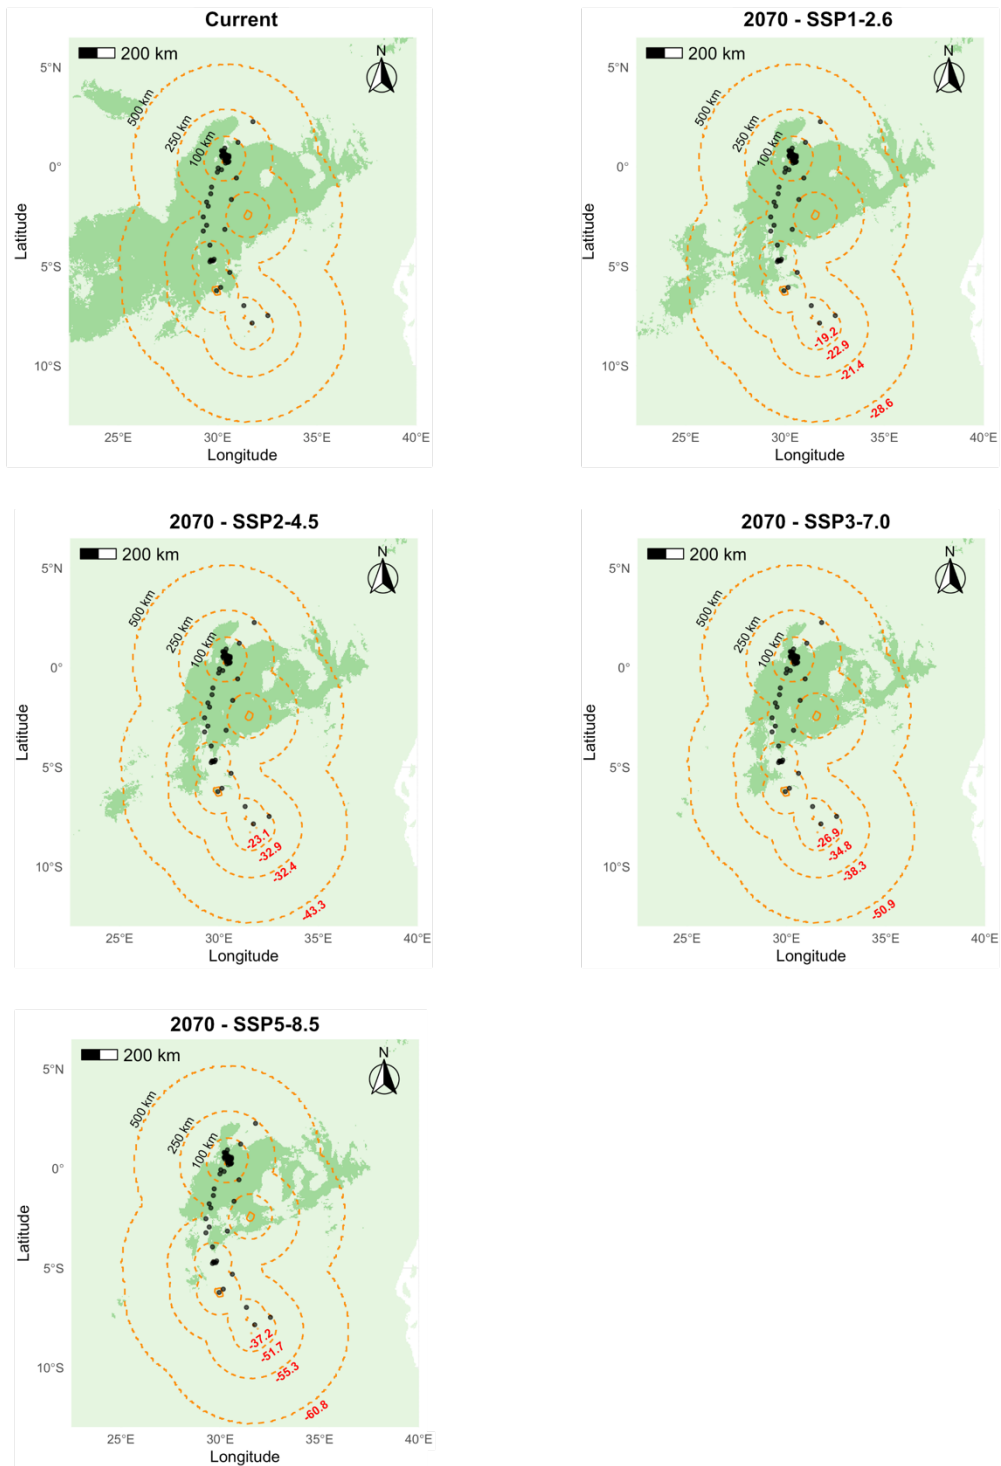 Current
200 km
N
500 km
250 km
100 km
5°N
0°
5°S
10°S
Latitude
25°E
30°E
35°E
40°E
Longitude
2070 - SSP1-2.6
200 km
N
500 km
250 km
100 km
5°N
0°
5°S
10°S
Latitude
-19.2
-22.9
-21.4
-28.6
25°E
30°E
35°E
40°E
Longitude
2070 - SSP2-4.5
200 km
N
500 km
250 km
100 km
5°N
0°
5°S
10°S
Latitude
-23.1
-32.9
-32.4
-43.3
25°E
30°E
35°E
40°E
Longitude
2070 - SSP3-7.0
200 km
N
500 km
250 km
100 km
5°N
0°
5°S
10°S
Latitude
-26.9
-34.8
-38.3
-50.9
25°E
30°E
35°E
40°E
Longitude
2070 - SSP5-8.5
200 km
N
500 km
250 km
100 km
5°N
0°
5°S
10°S
Latitude
-37.2
-51.7
-55.3
-60.8
25°E
30°E
35°E
40°E
Longitude